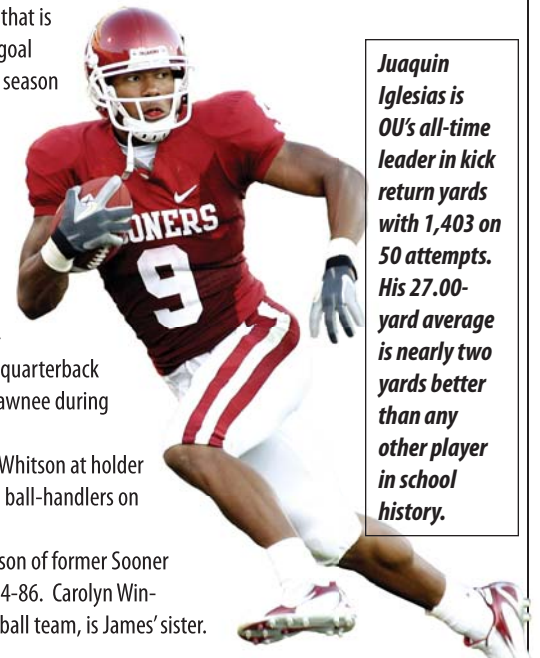 that is
goal
season
quarterback
awnee during
Whitson at holder
ball-handlers on
son of former Sooner
4-86. Carolyn Win-
ball team, is James’ sister.
OONERS
9
9
Juaquin
Iglesias is
OU’s all-time
leader in kick
return yards
with 1,403 on
50 attempts.
His 27.00-
yard average
is nearly two
yards better
than any
other player
in school
history.